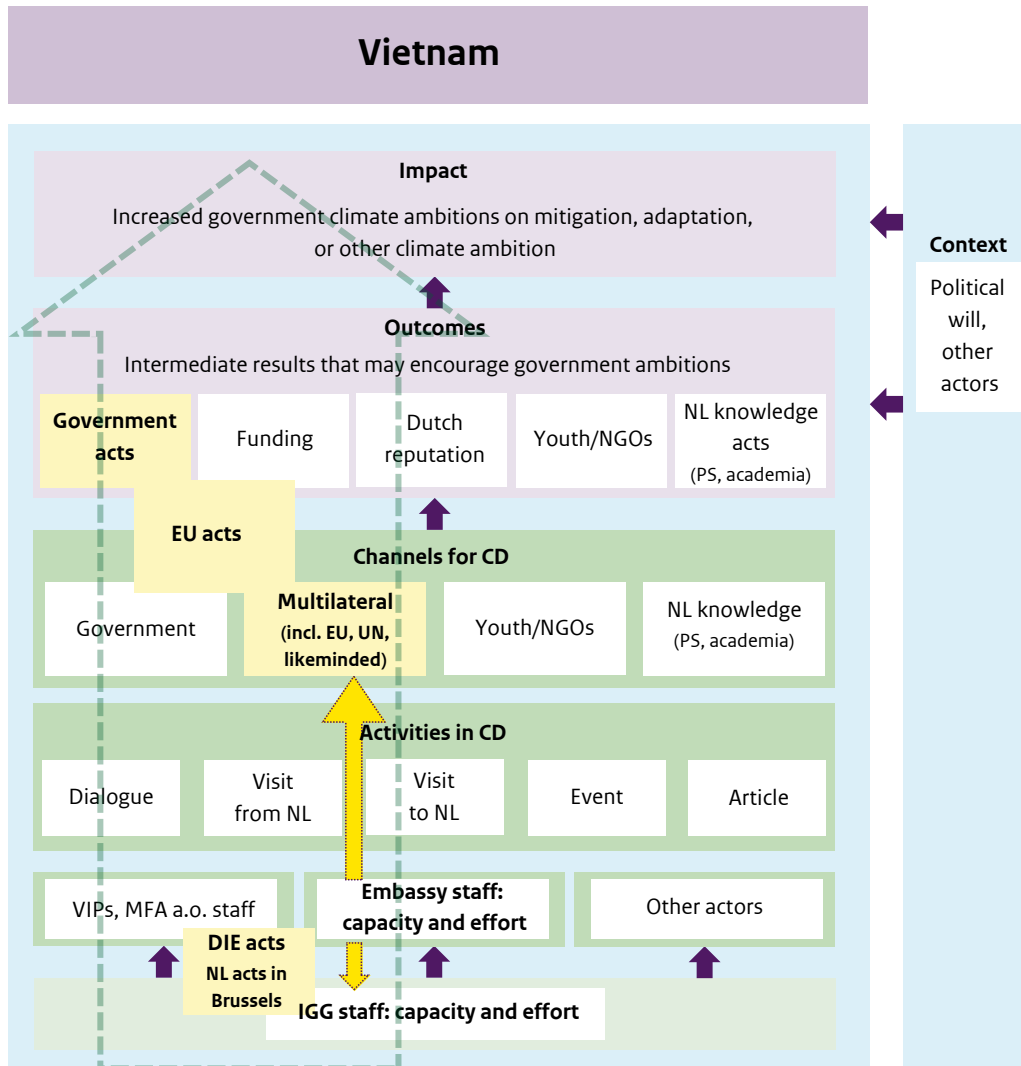 Vietnam
Impact
Increased government climate ambitions on mitigation, adaptation,
or other climate ambition
Context
Political
will,
other
actors
Outcomes
Intermediate results that may encourage government ambitions
Government
acts
Funding
Dutch
reputation
Youth/NGOs
NL knowledge
acts
(PS, academia)
EU acts
Channels for CD
Government
Multilateral
(incl. EU, UN,
likeminded)
Youth/NGOs
NL knowledge
(PS, academia)
Activities in CD
Dialogue
Visit
from NL
Visit
to NL
Event
Article
VIPs, MFA a.o. staff
Embassy staff:
capacity and effort
Other actors
DIE acts
NL acts in
Brussels
IGG staff: capacity and effort